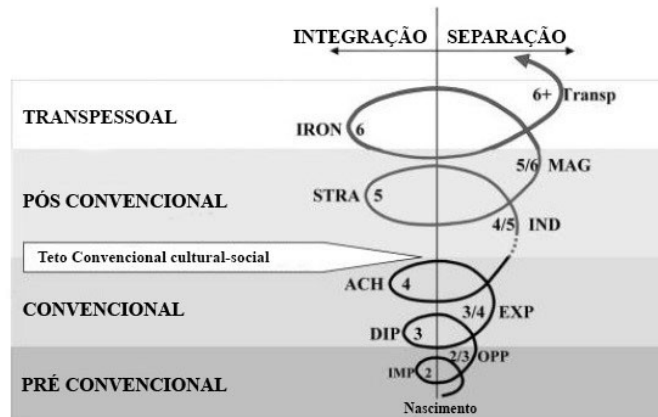 INTEGRAÇÃO SEPARAÇÃO
6+ Transp
TRANSPESSOAL
IRON 6
5/6 MAG
STRA 5
PÓS CONVENCIONAL
4/5 IND
Teto Convencional cultural-social
ACH 4
CONVENCIONAL
3/4 EXP
DIP 3
2/3 OPP
IMP 2
PRÉ CONVENCIONAL
Nascimento